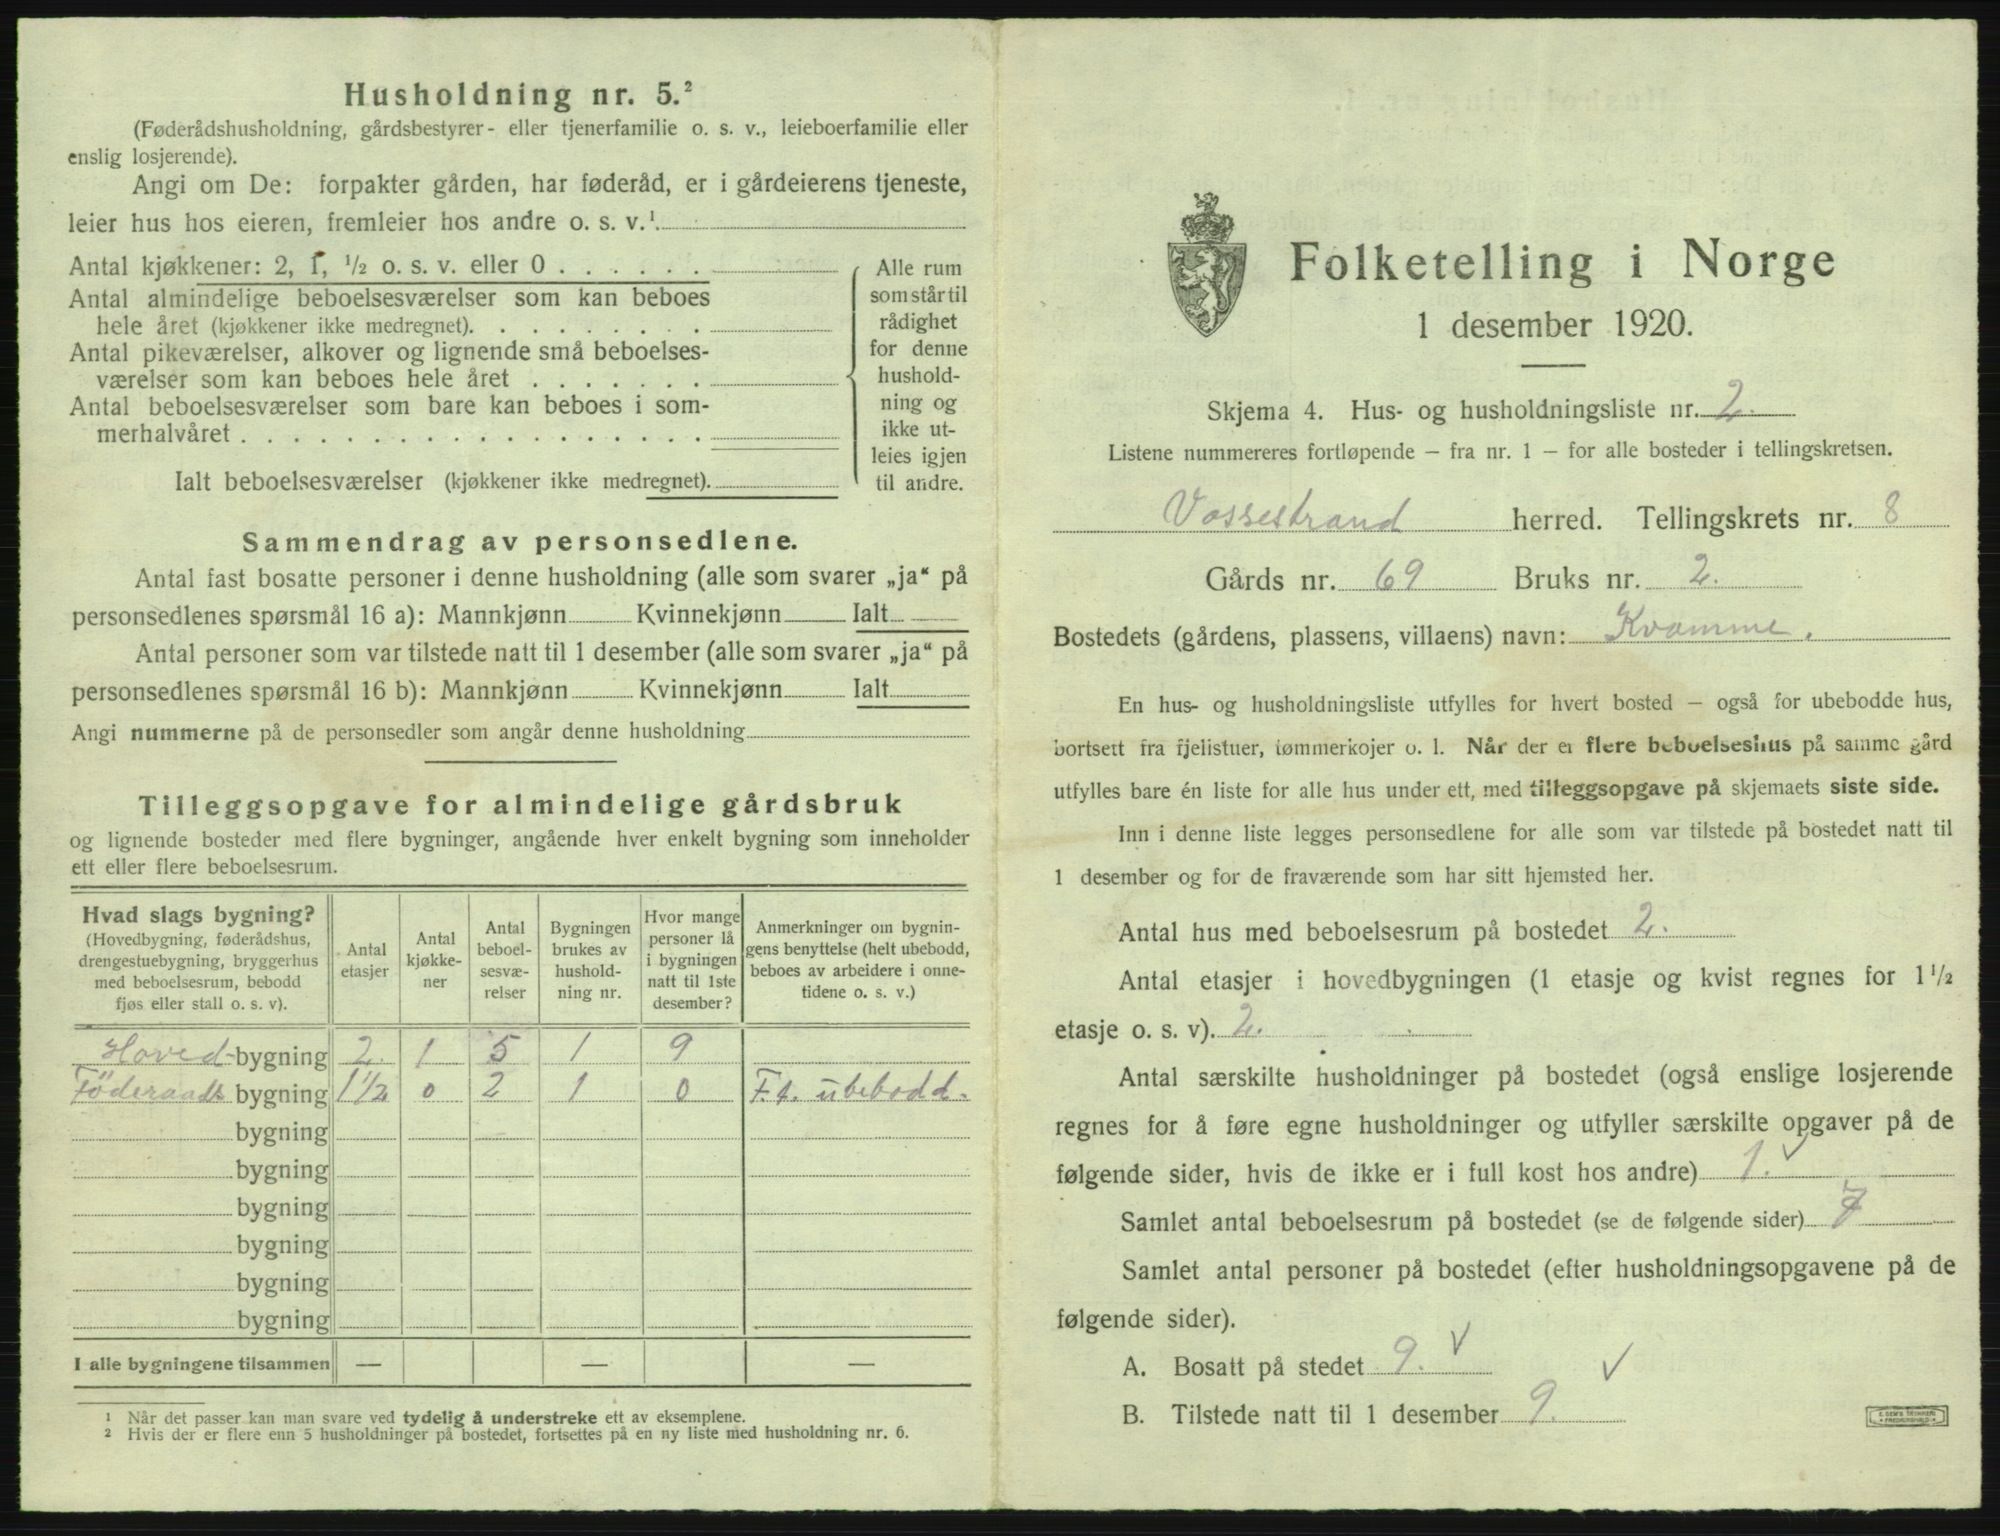 Husholdning nr. 5.²
(Føderådshusholdning, gårdsbestyrer- eller tjenerfamilie o. s. v., leieboerfamilie eller
enslig losjerende).
Angi om De: forpakter gården, har føderåd, er i gårdeierens tjeneste,
leier hus hos eieren, fremleier hos andre o. s. v.¹
Antal kjøkkener: 2, 1, ½ o. s. v. eller 0 . . . . . .
Antal almindelige beboelsesværelser som kan beboes
hele året (kjøkkener ikke medregnet). . . . . . . . .
Antal pikeværelser, alkover og lignende små beboelses-
værelser som kan beboes hele året . . . . . . .
Antal beboelsesværelser som bare kan beboes i som-
merhalvåret . . . . . . . . . . . . . . . . . .
Ialt beboelsesværelser (kjøkkener ikke medregnet).
Alle rum
som står til
rådighet
for denne
hushold-
ning og
ikke ut-
leies igjen
til andre.
Sammendrag av personsedlene.
Antal fast bosatte personer i denne husholdning (alle som svarer „ja“ på
personsedlenes spørsmål 16 a): Mannkjønn Kvinnekjønn Ialt
Antal personer som var tilstede natt til 1 desember (alle som svarer „ja“ på
personsedlenes spørsmål 16 b): Mannkjønn Kvinnekjønn Ialt
Angi nummerne på de personsedler som angår denne husholdning
Tilleggsopgave for almindelige gårdsbruk
og lignende bosteder med flere bygninger, angående hver enkelt bygning som inneholder
ett eller flere beboelsesrum.
Hvad slags bygning?
(Hovedbygning, føderådshus,
drengestuebygning, bryggerhus
med beboelsesrum, bebodd
fjøs eller stall o. s. v).
Antal
etasjer
Antal
kjøkke-
ner
Antal
beboel-
sesvæ-
relser
Bygningen
brukes av
hushold-
ning nr.
Hvor mange
personer lå
i bygningen
natt til 1ste
desember?
Anmerkninger om bygnin-
gens benyttelse (helt ubebodd,
beboes av arbeidere i onne-
tidene o. s. v.)
Hoved-bygning 2. 1 5 1 9
Föderaads bygning 1½ 0 2 1 0 F.t. ubebodd.
bygning
bygning
bygning
bygning
bygning
bygning
I alle bygningene tilsammen — — —
¹ Når det passer kan man svare ved tydelig å understreke ett av eksemplene.
² Hvis der er flere enn 5 husholdninger på bostedet, fortsettes på en ny liste med husholdning nr. 6.
Folketelling i Norge
1 desember 1920.
Skjema 4. Hus- og husholdningsliste nr. 2.
Listene nummereres fortløpende – fra nr. 1 – for alle bosteder i tellingskretsen.
Vossestrand herred. Tellingskrets nr. 8
Gårds nr. 69 Bruks nr. 2.
Bostedets (gårdens, plassens, villaens) navn: Kvamme.
En hus- og husholdningsliste utfylles for hvert bosted – også for ubebodde hus,
bortsett fra fjelistuer, tømmerkojer o. l. Når der er flere beboelseshus på samme gård
utfylles bare én liste for alle hus under ett, med tilleggsopgave på skjemaets siste side.
Inn i denne liste legges personsedlene for alle som var tilstede på bostedet natt til
1 desember og for de fraværende som har sitt hjemsted her.
Antal hus med beboelsesrum på bostedet 2.
Antal etasjer i hovedbygningen (1 etasje og kvist regnes for 1½
etasje o. s. v). 2.
Antal særskilte husholdninger på bostedet (også enslige losjerende
regnes for å føre egne husholdninger og utfyller særskilte opgaver på de
følgende sider, hvis de ikke er i full kost hos andre) 1. ✓
Samlet antal beboelsesrum på bostedet (se de følgende sider) 7
Samlet antal personer på bostedet (efter husholdningsopgavene på de
følgende sider).
A. Bosatt på stedet 9. ✓
B. Tilstede natt til 1 desember 9. ✓